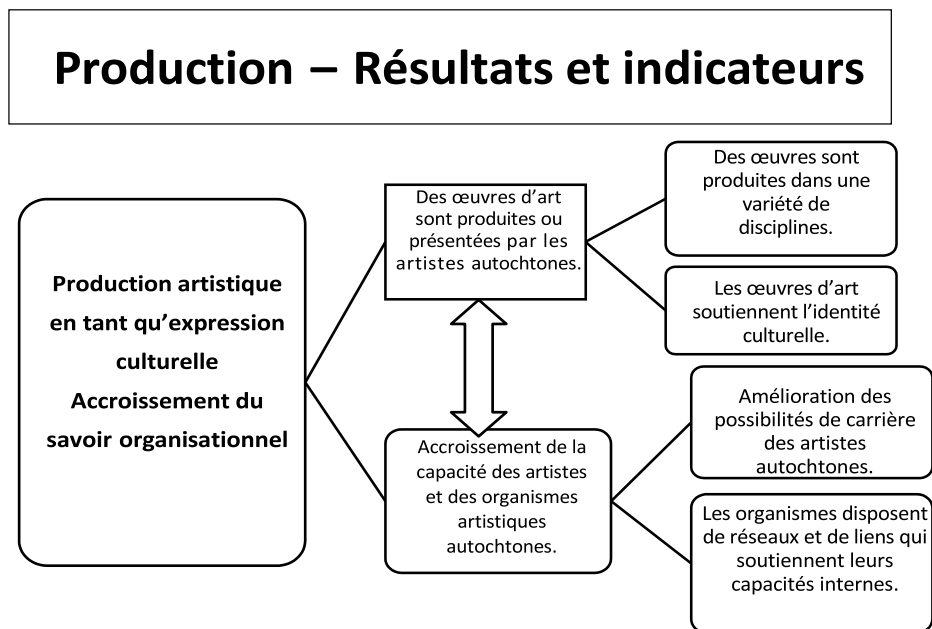 Production – Résultats et indicateurs
Production artistique
en tant qu’expression
culturelle
Accroissement du
savoir organisationnel
Des œuvres d’art
sont produites ou
présentées par les
artistes autochtones.
Accroissement de la
capacité des artistes
et des organismes
artistiques
autochtones.
Des œuvres sont
produites dans une
variété de
disciplines.
Les œuvres d’art
soutiennent l’identité
culturelle.
Amélioration des
possibilités de carrière
des artistes
autochtones.
Les organismes disposent
de réseaux et de liens qui
soutiennent leurs
capacités internes.